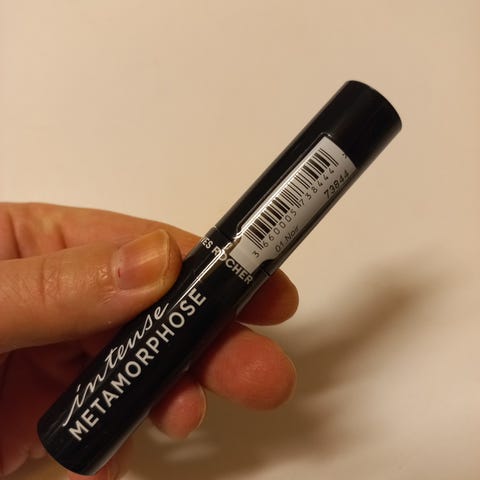 intense
METAMORPHOSE
ES ROCHER
3 660005 738444
01 Noir
73844